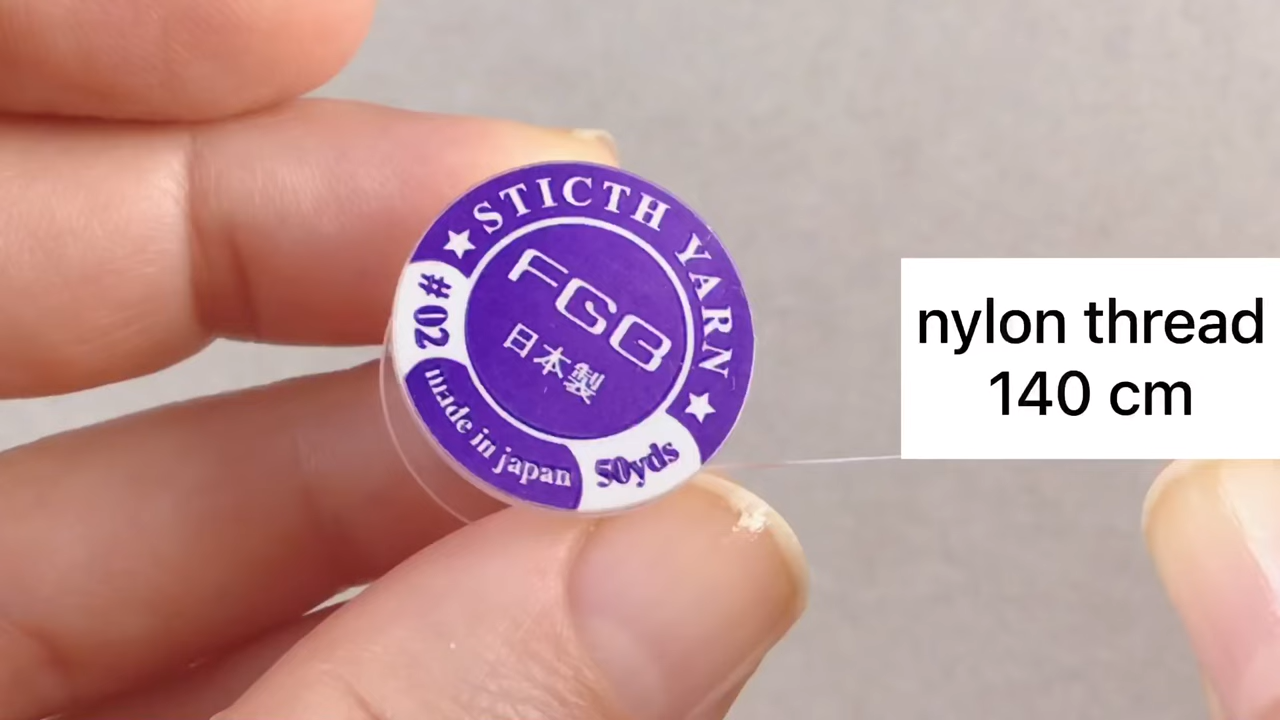 STICTH YARN
FGB
日本製
#02
made in japan
50yds
nylon thread
140 cm